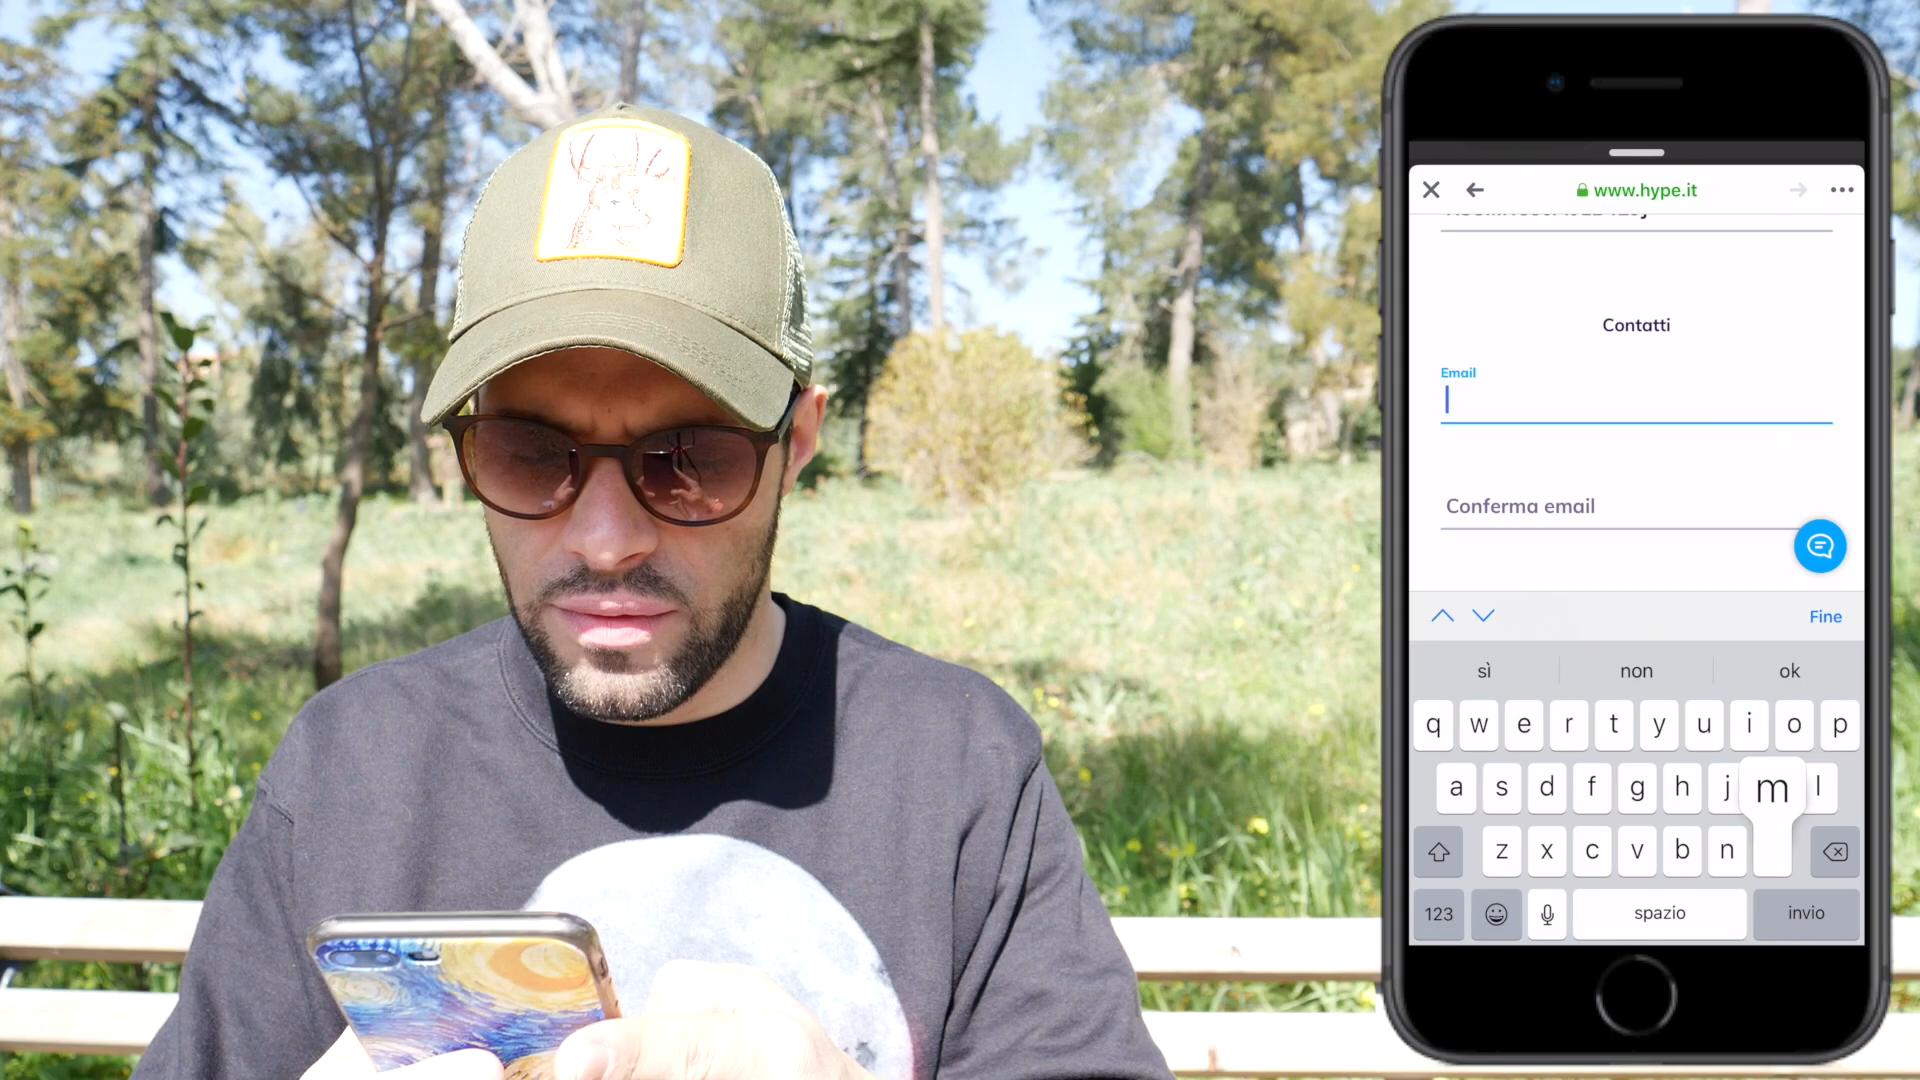 www.hype.it
Contatti
Email
Conferma email
Fine
sì non ok
q w e r t y u i o p
a s d f g h j m l
z x c v b n
123 spazio invio